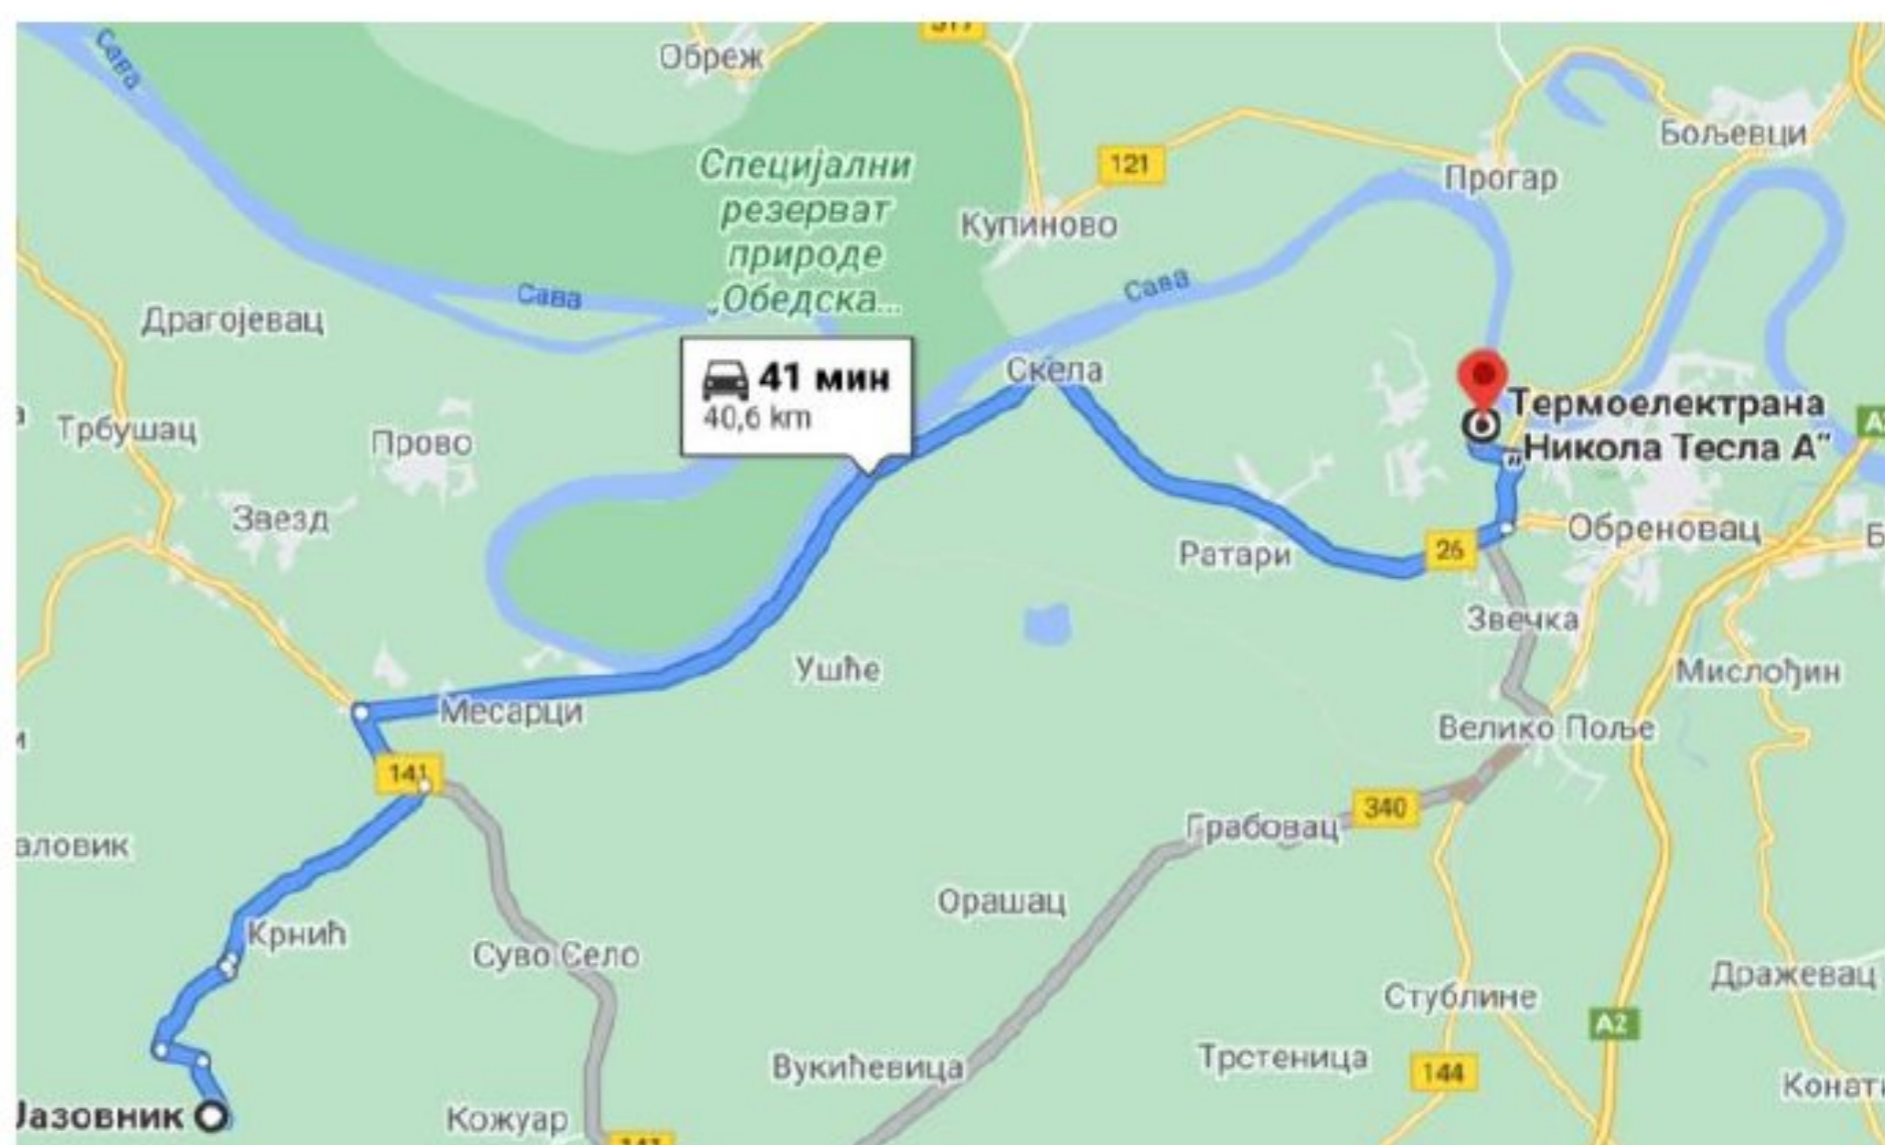 Сава
Обреж
Бољевци
121
Прогар
Специјални
резерват
природе
„Обедска...
Купиново
Сава
Сава
Драгојевац
Скела
41 мин
40,6 km
Термоелектрана
„Никола Тесла А“
Трбушац
Прово
Звезд
Обреновац
26
Ратари
Звечка
Ушће
Мислођин
Месарци
Велико Поље
141
340
Грабовац
аловик
Орашац
Крнић
Суво Село
Дражевац
Стублине
A2
Вукићевица
Трстеница
144
Јазовник
Кожуар